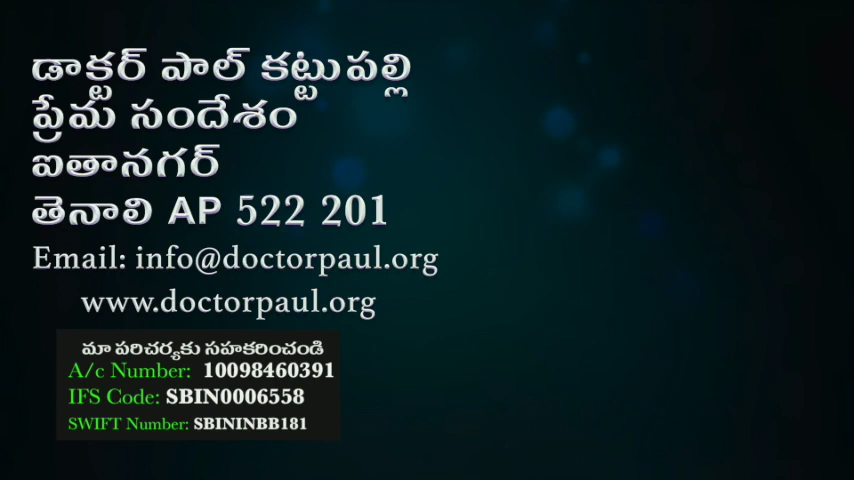 డాక్టర్ పాల్ కట్టుపల్లి
ప్రేమ సందేశం
ఐతానగర్
తెనాలి AP 522 201
Email: info@doctorpaul.org
www.doctorpaul.org
మా పరిచర్యకు సహకరించండి
A/c Number: 10098460391
IFS Code: SBIN0006558
SWIFT Number: SBININBB181